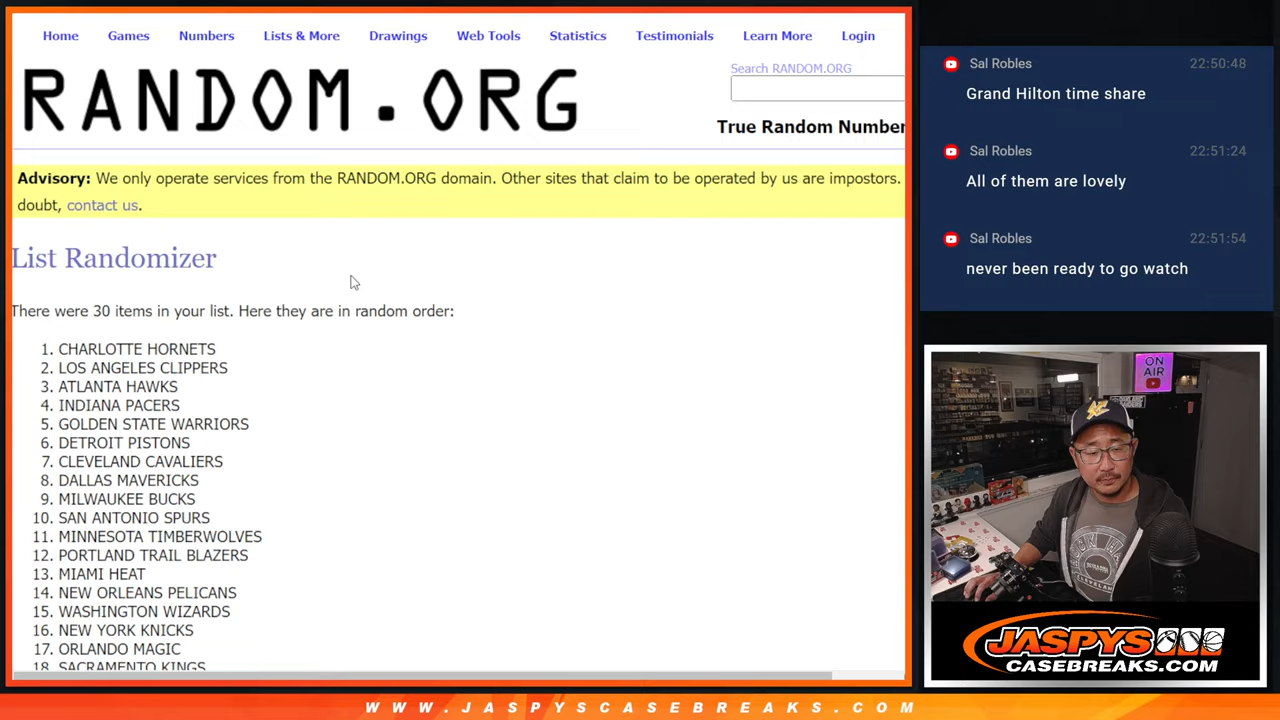 Home Games Numbers Lists & More Drawings Web Tools Statistics Testimonials Learn More Login
RANDOM.ORG
Search RANDOM.ORG
True Random Number
Advisory: We only operate services from the RANDOM.ORG domain. Other sites that claim to be operated by us are impostors.
doubt, contact us.
List Randomizer
There were 30 items in your list. Here they are in random order:
1. CHARLOTTE HORNETS
2. LOS ANGELES CLIPPERS
3. ATLANTA HAWKS
4. INDIANA PACERS
5. GOLDEN STATE WARRIORS
6. DETROIT PISTONS
7. CLEVELAND CAVALIERS
8. DALLAS MAVERICKS
9. MILWAUKEE BUCKS
10. SAN ANTONIO SPURS
11. MINNESOTA TIMBERWOLVES
12. PORTLAND TRAIL BLAZERS
13. MIAMI HEAT
14. NEW ORLEANS PELICANS
15. WASHINGTON WIZARDS
16. NEW YORK KNICKS
17. ORLANDO MAGIC
18. SACRAMENTO KINGS
Sal Robles 22:50:48
Grand Hilton time share
Sal Robles 22:51:24
All of them are lovely
Sal Robles 22:51:54
never been ready to go watch
ON
AIR
JASPYS
CASEBREAKS.COM
WWW.JASPYSCASEBREAKS.COM